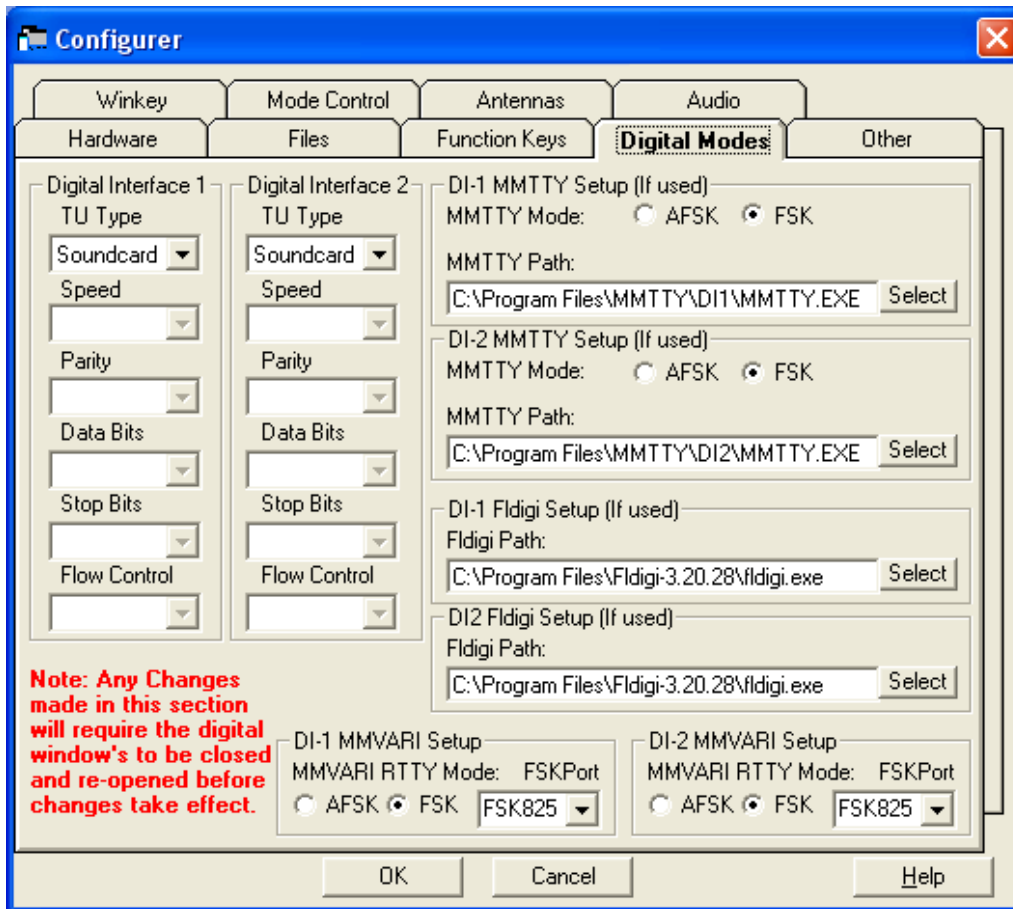 Configurer
Winkey
Mode Control
Antennas
Audio
Hardware
Files
Function Keys
Digital Modes
Other
Digital Interface 1
TU Type
Soundcard
Speed
Parity
Data Bits
Stop Bits
Flow Control
Digital Interface 2
TU Type
Soundcard
Speed
Parity
Data Bits
Stop Bits
Flow Control
DI-1 MMTTY Setup (If used)
MMTTY Mode: AFSK FSK
MMTTY Path:
C:\Program Files\MMTTY\DI1\MMTTY.EXE Select
DI-2 MMTTY Setup (If used)
MMTTY Mode: AFSK FSK
MMTTY Path:
C:\Program Files\MMTTY\DI2\MMTTY.EXE Select
DI-1 Fldigi Setup (If used)
Fldigi Path:
C:\Program Files\Fldigi-3.20.28\fldigi.exe Select
DI2 Fldigi Setup (If used)
Fldigi Path:
C:\Program Files\Fldigi-3.20.28\fldigi.exe Select
Note: Any Changes
made in this section
will require the digital
window's to be closed
and re-opened before
changes take effect.
DI-1 MMVARI Setup
MMVARI RTTY Mode: FSKPort
AFSK FSK FSK825
DI-2 MMVARI Setup
MMVARI RTTY Mode: FSKPort
AFSK FSK FSK825
OK
Cancel
Help